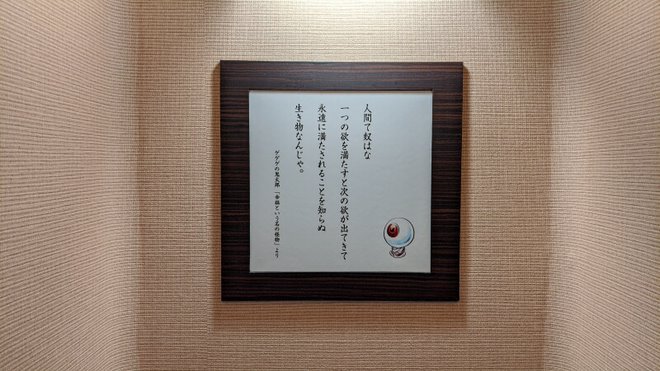 人間て奴はな
一つの欲を満たすと次の欲が出てきて
永遠に満たされることを知らぬ
生き物なんじゃ。
ゲゲゲの鬼太郎「幸福という名の怪物」より